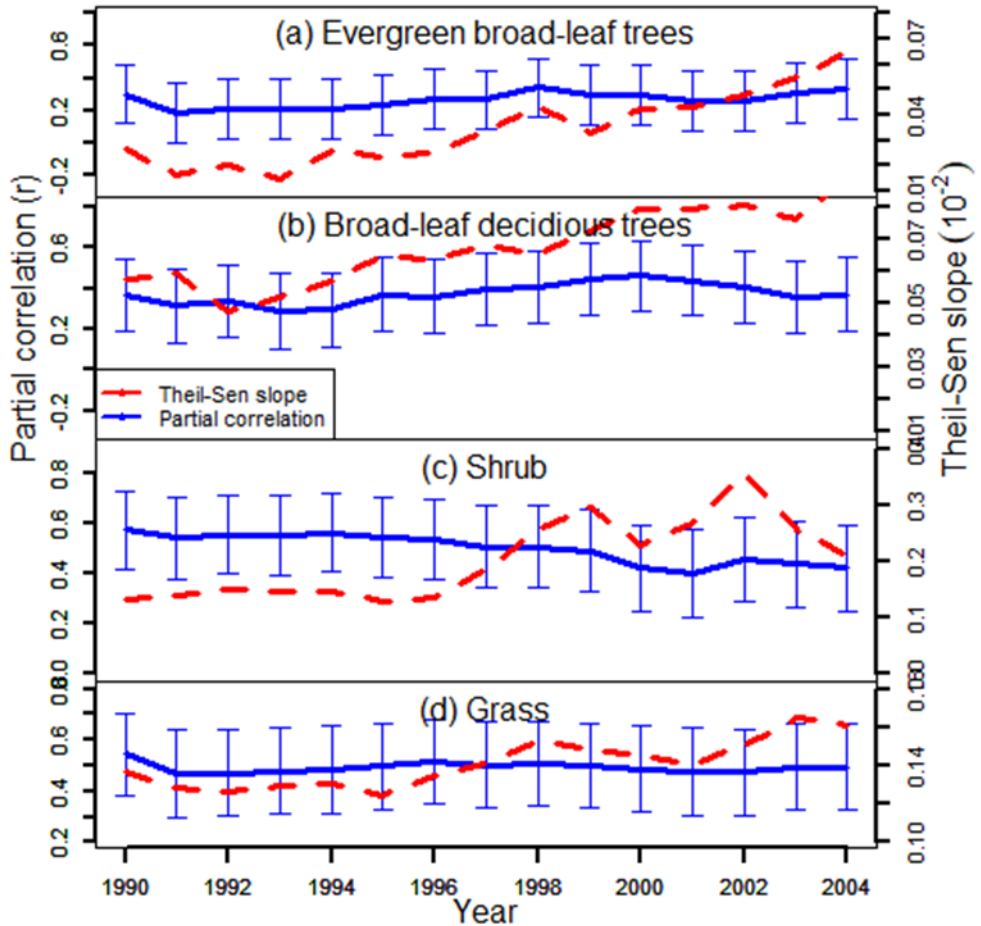 (a) Evergreen broad-leaf trees
0.6
0.2
-0.2
0.07
0.04
0.01
(b) Broad-leaf decidious trees
0.6
0.2
-0.2
0.07
0.05
0.03
Theil-Sen slope
Partial correlation
(c) Shrub
0.8
0.6
0.4
0.2
0.3
0.2
0.1
(d) Grass
0.6
0.4
0.2
0.14
0.10
1990 1992 1994 1996 1998 2000 2002 2004
Year
Partial correlation (r)
Theil-Sen slope (10-2)